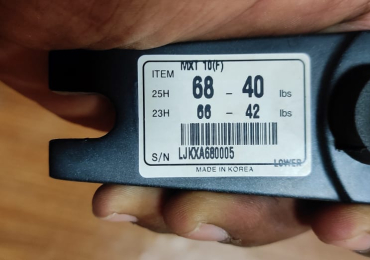 ITEM MXT 10(F)
25H 68 - 40 lbs
23H 66 - 42 lbs
S/N LJKXA680005
LOWER
MADE IN KOREA